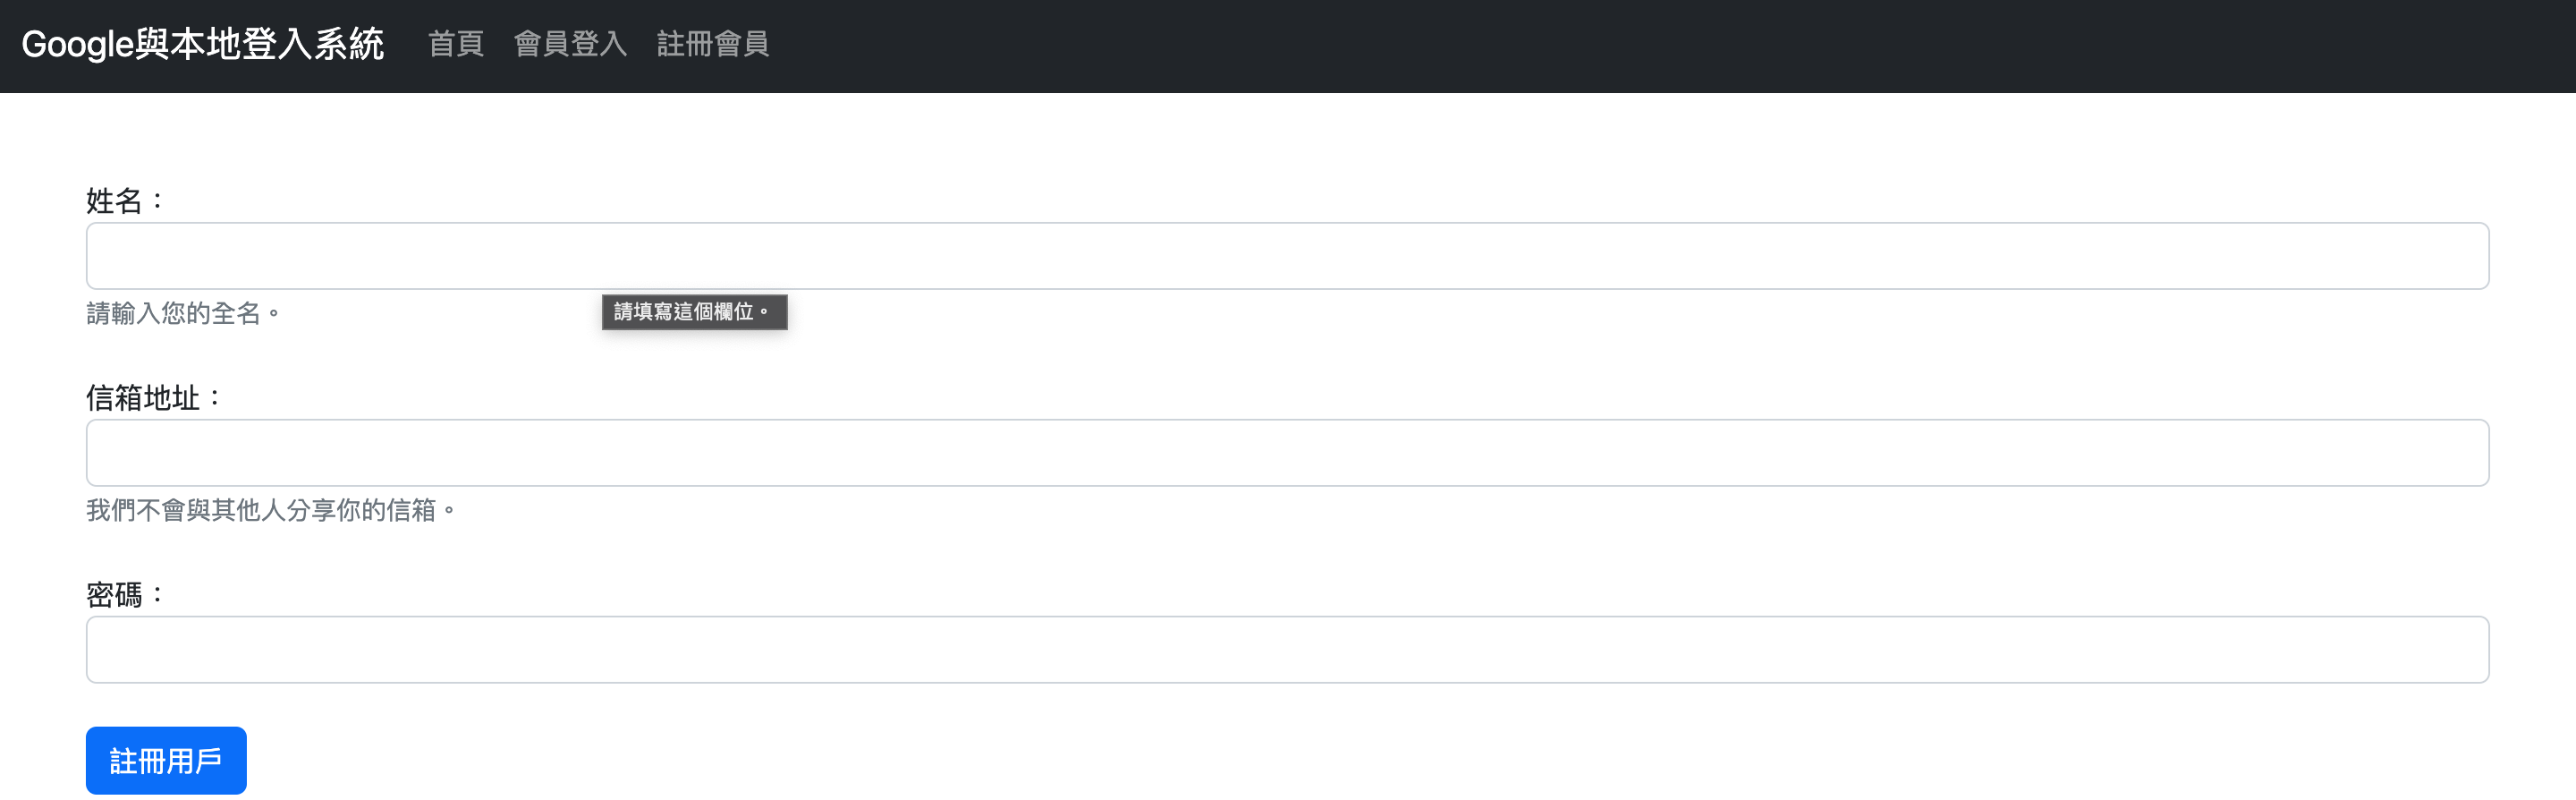 Google與本地登入系統 首頁 會員登入 註冊會員
姓名：
請輸入您的全名。 請填寫這個欄位。
信箱地址：
我們不會與其他人分享你的信箱。
密碼：
註冊用戶